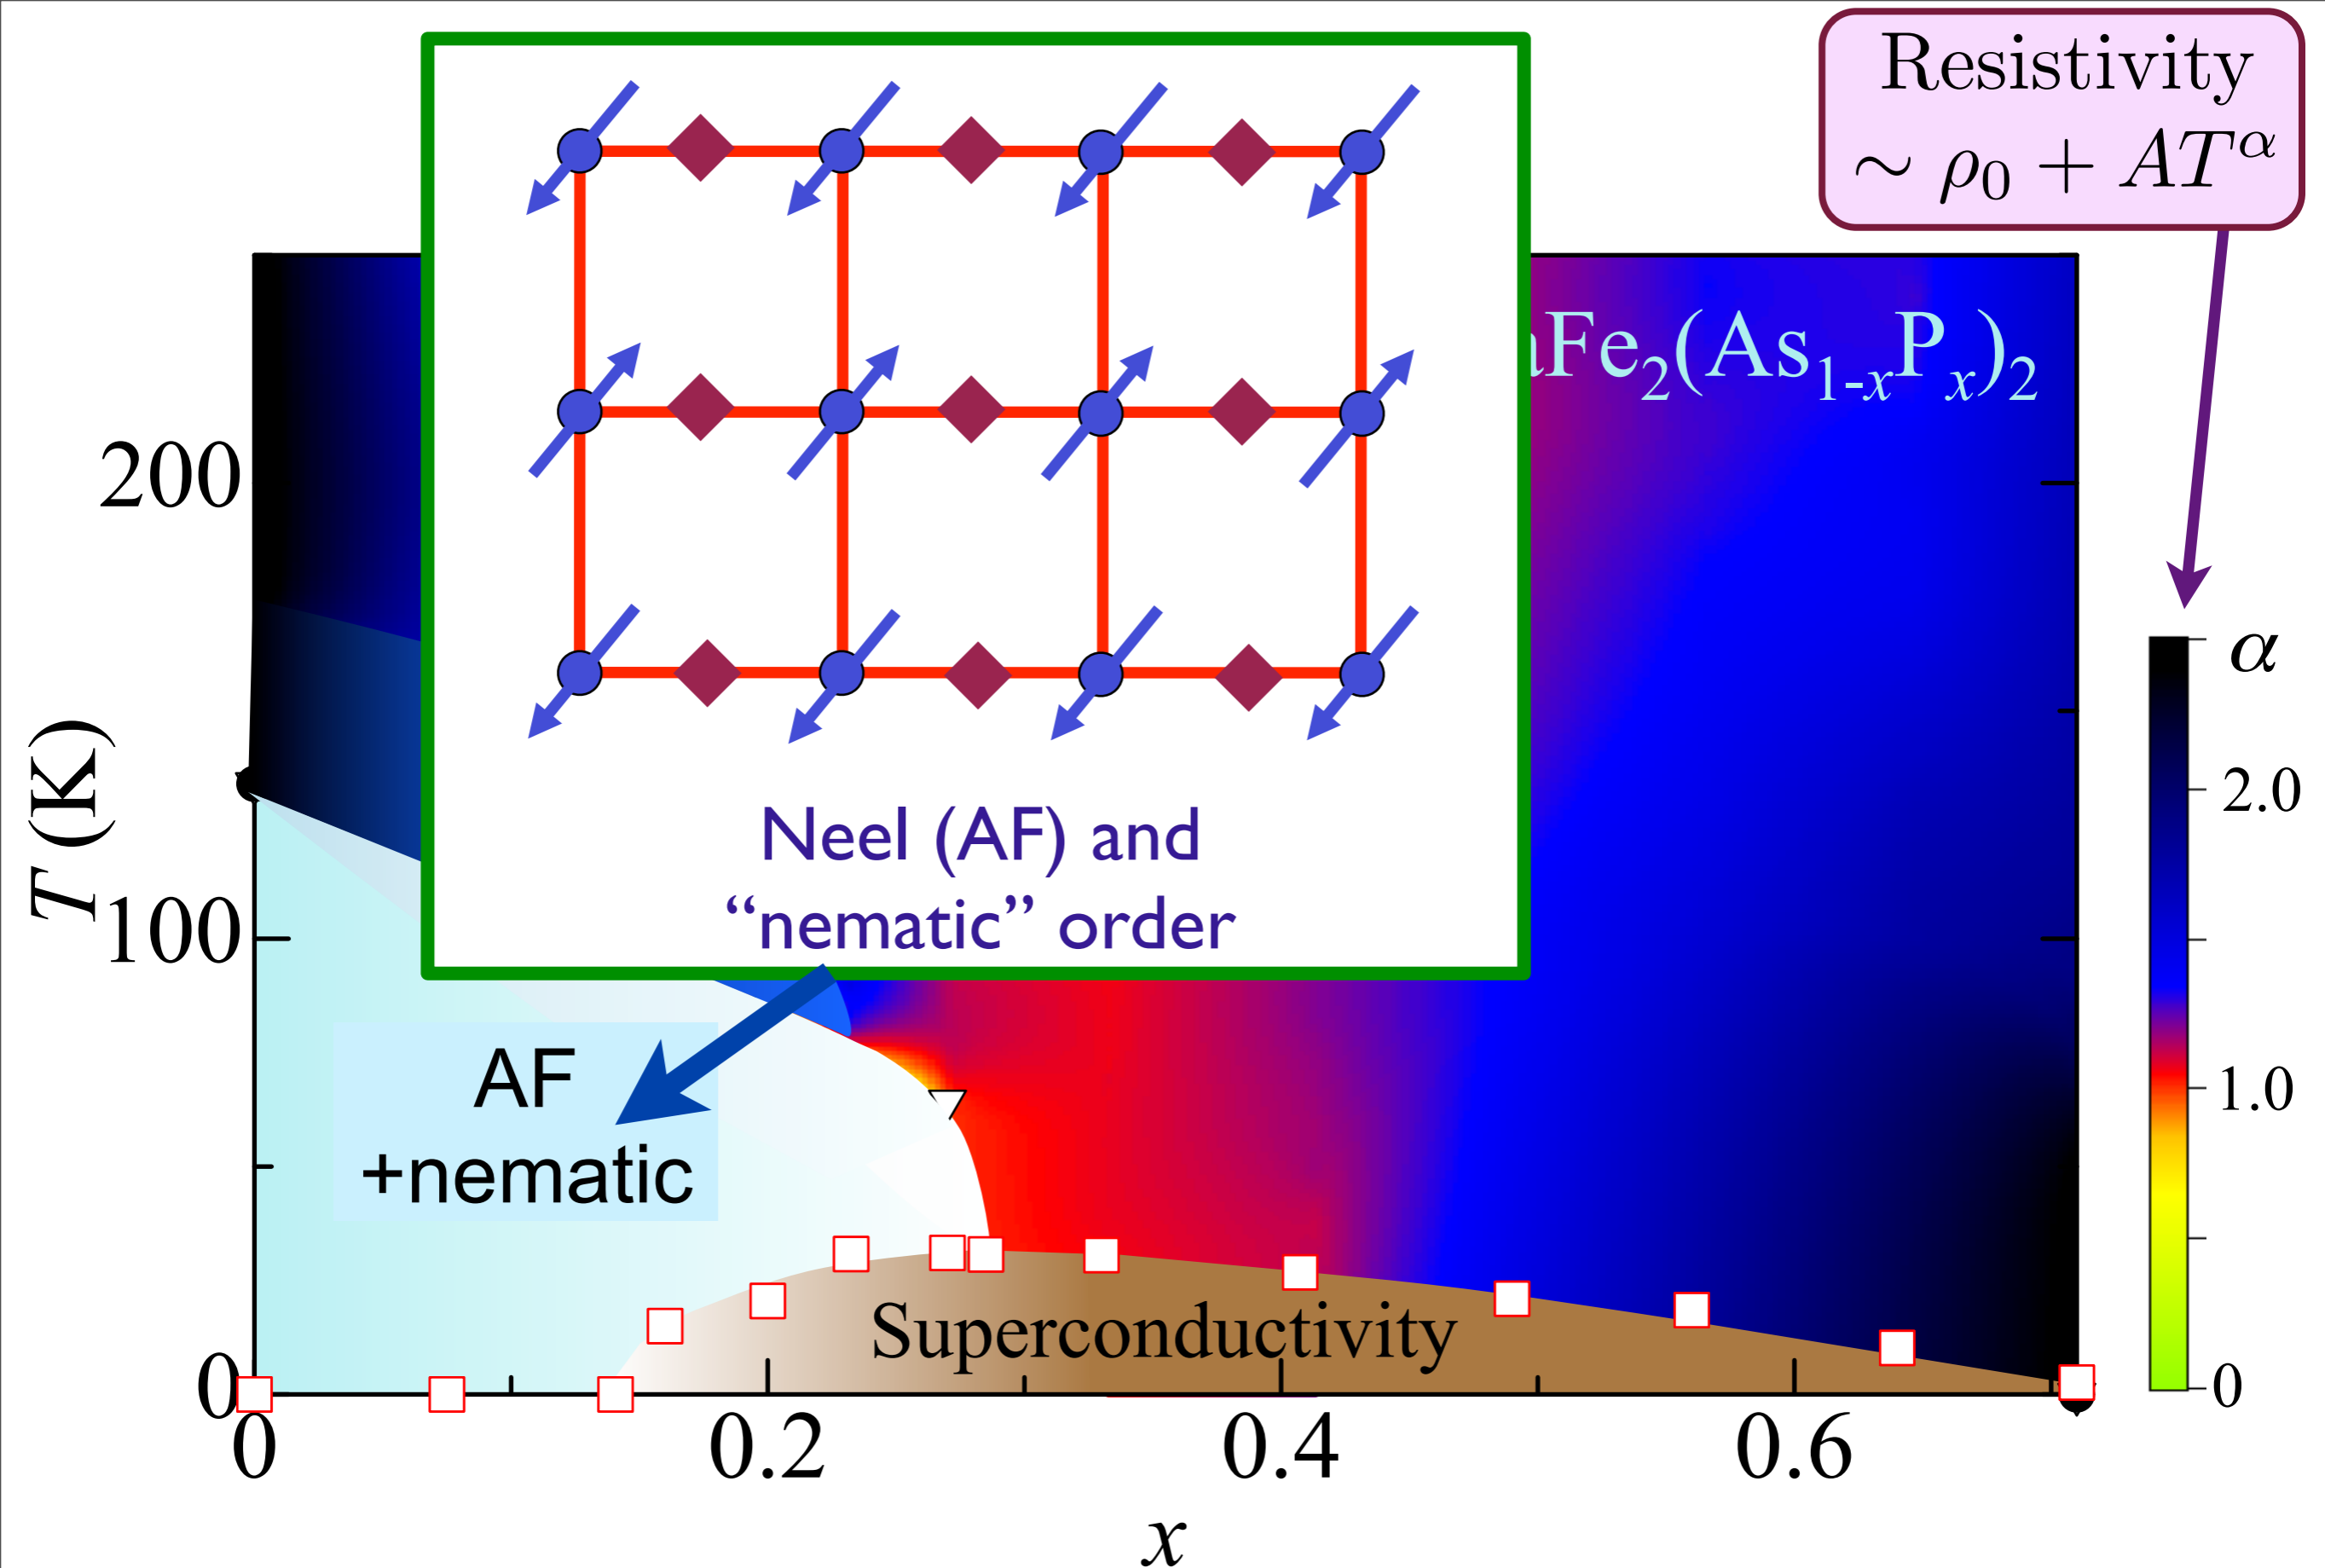 Resistivity
∼ ρ₀ + AT^α
aFe₂(As₁₋ₓPₓ)₂
Neel (AF) and
“nematic” order
AF
+nematic
Superconductivity
T (K)
200
100
0
0
0.2
0.4
0.6
x
α
2.0
1.0
0